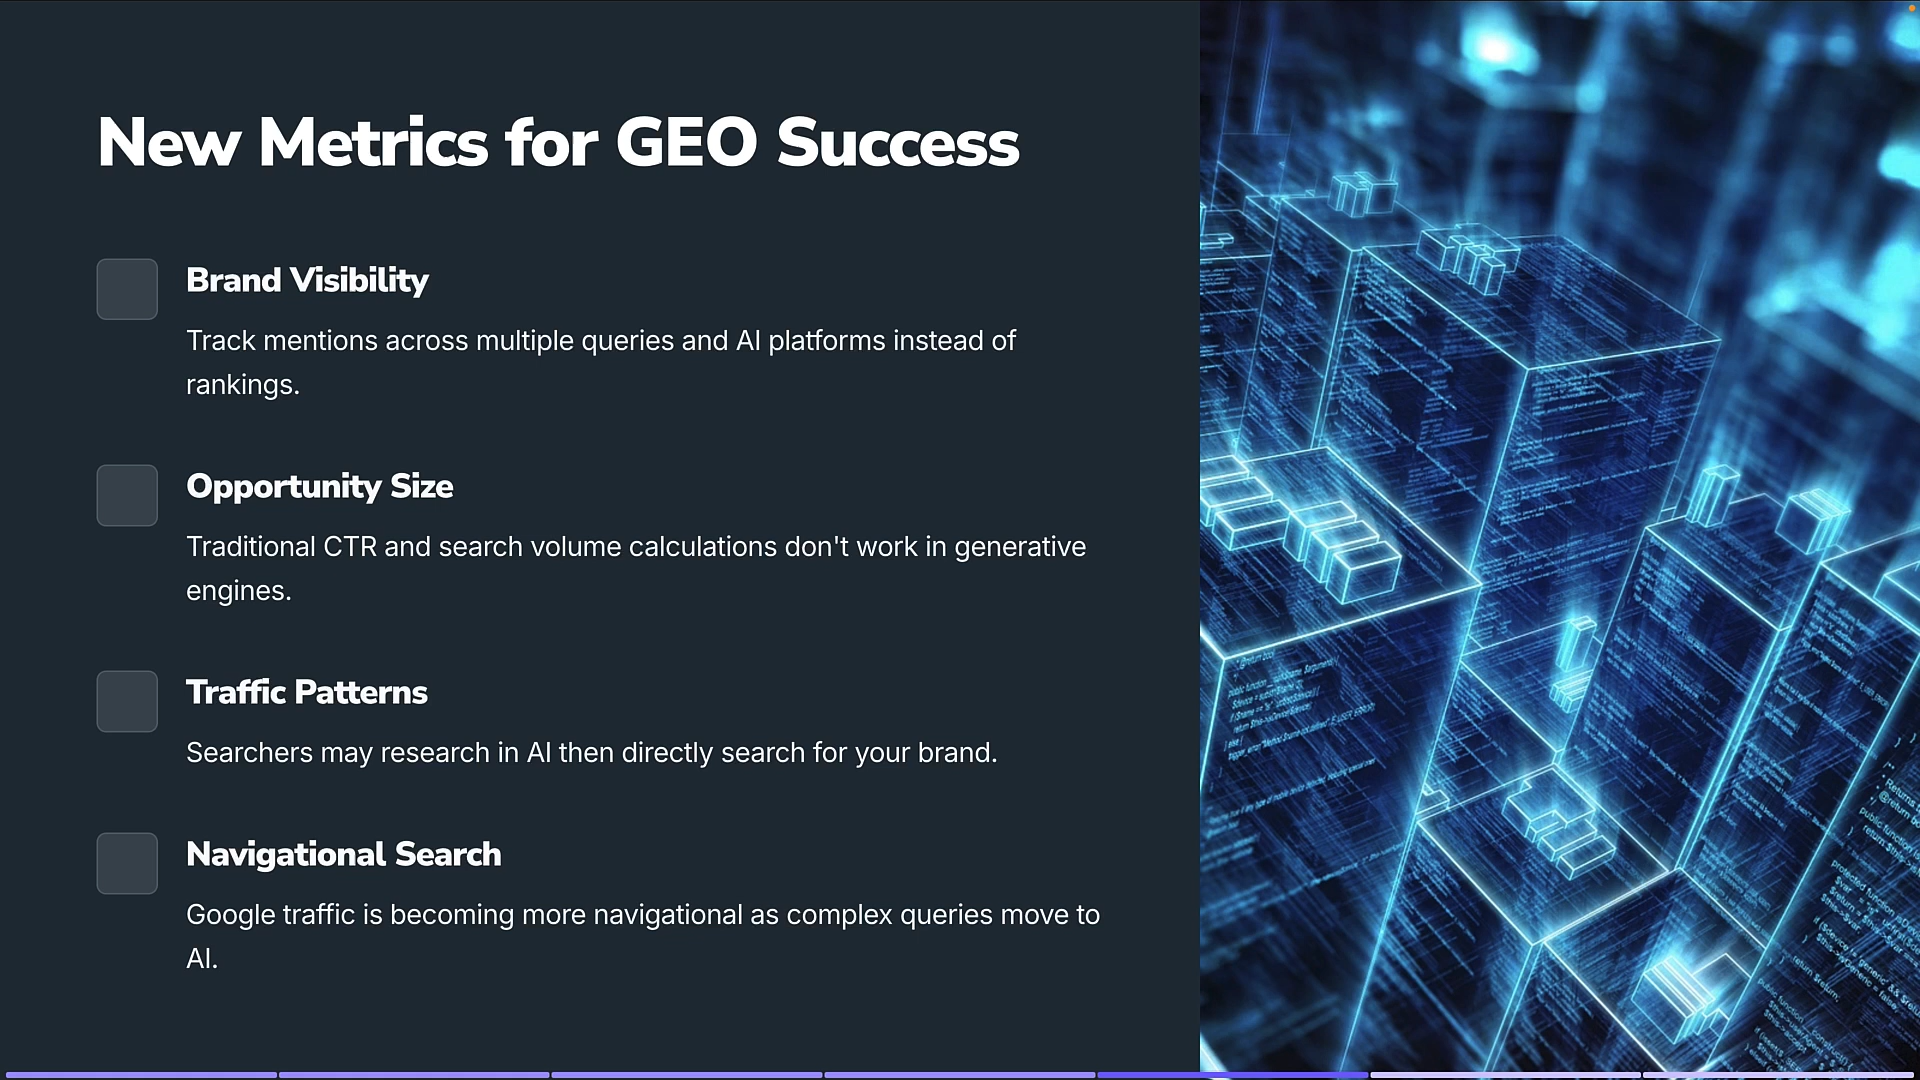 New Metrics for GEO Success
Brand Visibility
Track mentions across multiple queries and AI platforms instead of
rankings.
Opportunity Size
Traditional CTR and search volume calculations don't work in generative
engines.
Traffic Patterns
Searchers may research in AI then directly search for your brand.
Navigational Search
Google traffic is becoming more navigational as complex queries move to
AI.